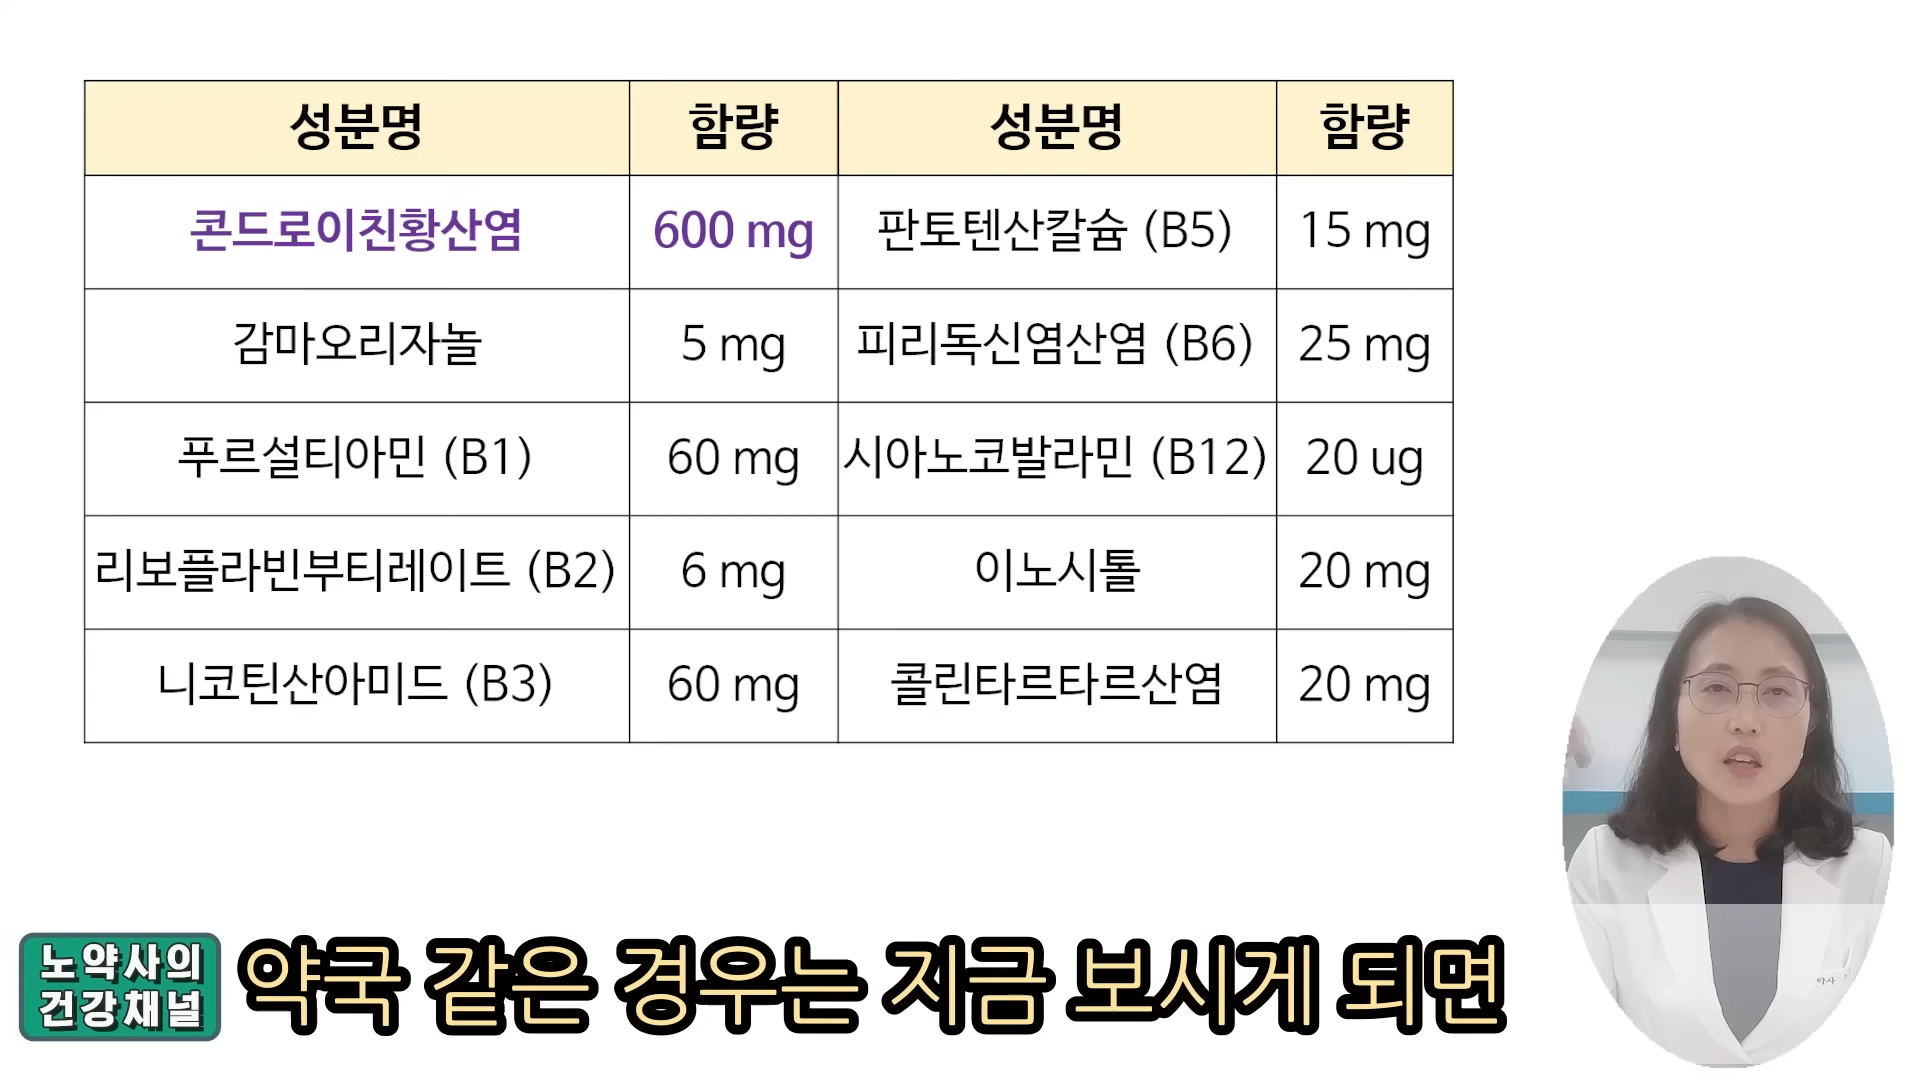 성분명 함량 성분명 함량
콘드로이친황산염 600 mg 판토텐산칼슘 (B5) 15 mg
감마오리자놀 5 mg 피리독신염산염 (B6) 25 mg
푸르설티아민 (B1) 60 mg 시아노코발라민 (B12) 20 ug
리보플라빈부티레이트 (B2) 6 mg 이노시톨 20 mg
니코틴산아미드 (B3) 60 mg 콜린타르타르산염 20 mg
노약사의
건강채널
약국 같은 경우는 지금 보시게 되면
약사